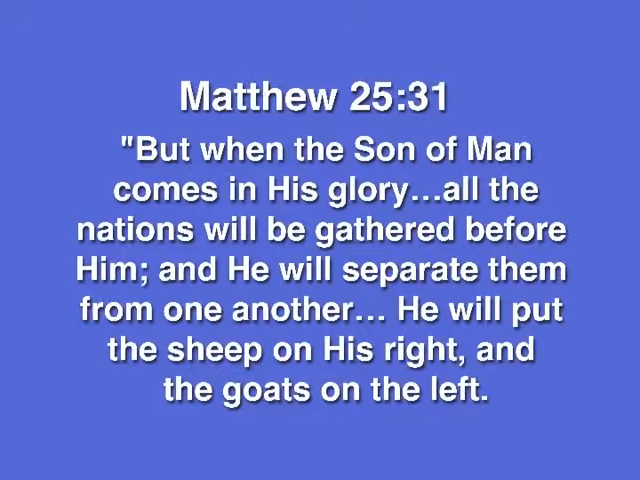 Matthew 25:31
"But when the Son of Man
comes in His glory…all the
nations will be gathered before
Him; and He will separate them
from one another… He will put
the sheep on His right, and
the goats on the left.